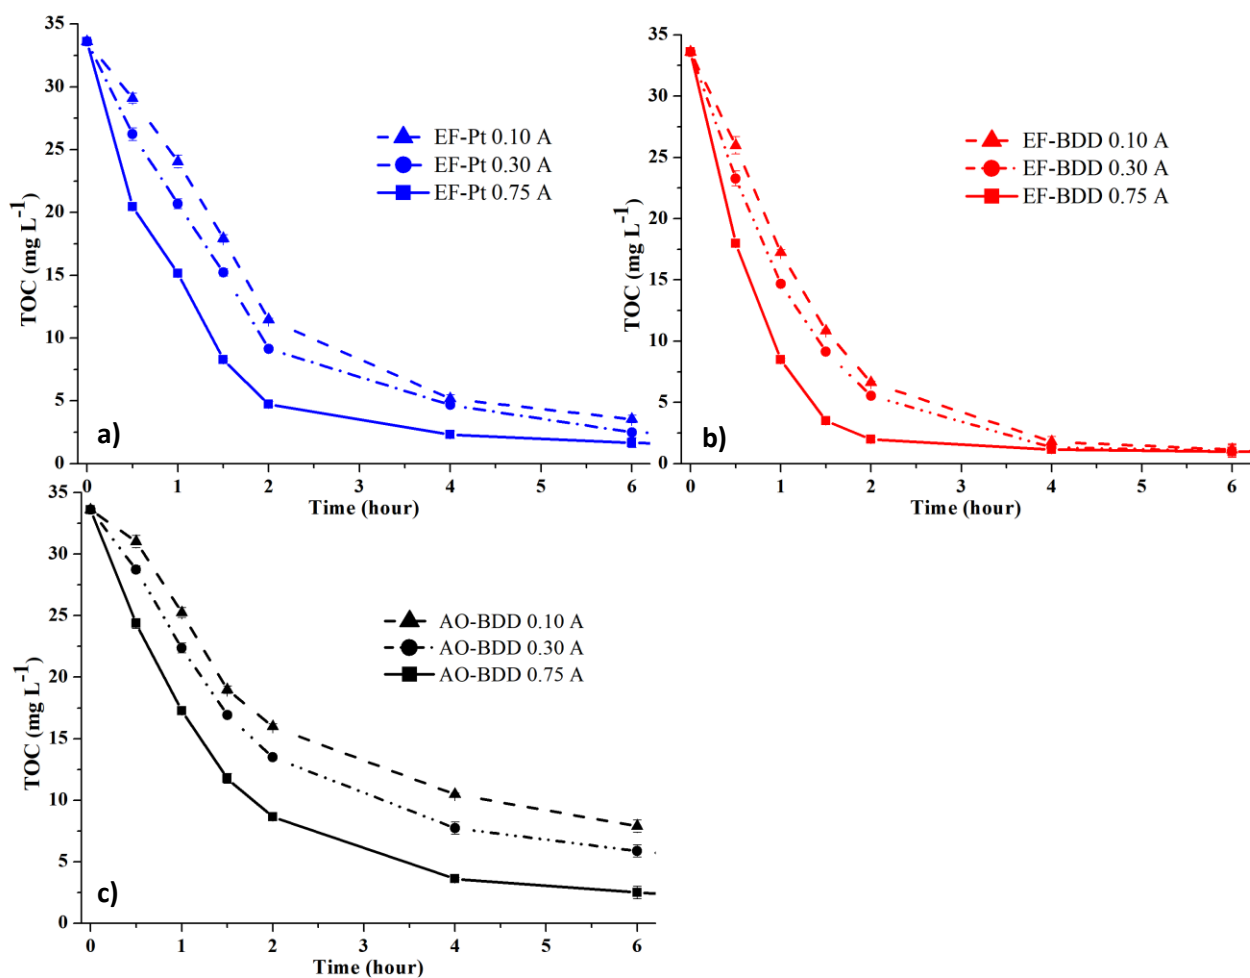 35
30
25
20
15
10
5
0
TOC (mg L-1)
EF-Pt 0.10 A
EF-Pt 0.30 A
EF-Pt 0.75 A
a)
0 1 2 3 4 5 6
Time (hour)
35
30
25
20
15
10
5
0
TOC (mg L-1)
EF-BDD 0.10 A
EF-BDD 0.30 A
EF-BDD 0.75 A
b)
0 1 2 3 4 5 6
Time (hour)
35
30
25
20
15
10
5
0
TOC (mg L-1)
AO-BDD 0.10 A
AO-BDD 0.30 A
AO-BDD 0.75 A
c)
0 1 2 3 4 5 6
Time (hour)